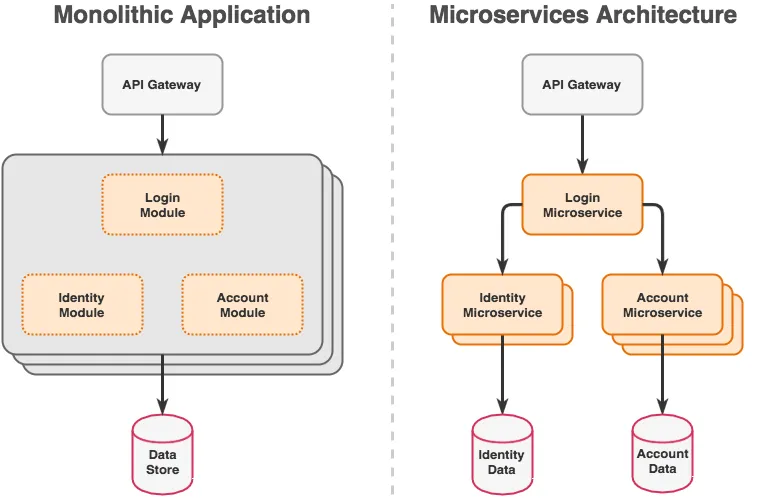 Monolithic Application
API Gateway
Login
Module
Identity
Module
Account
Module
Data
Store
Microservices Architecture
API Gateway
Login
Microservice
Identity
Microservice
Account
Microservice
Identity
Data
Account
Data